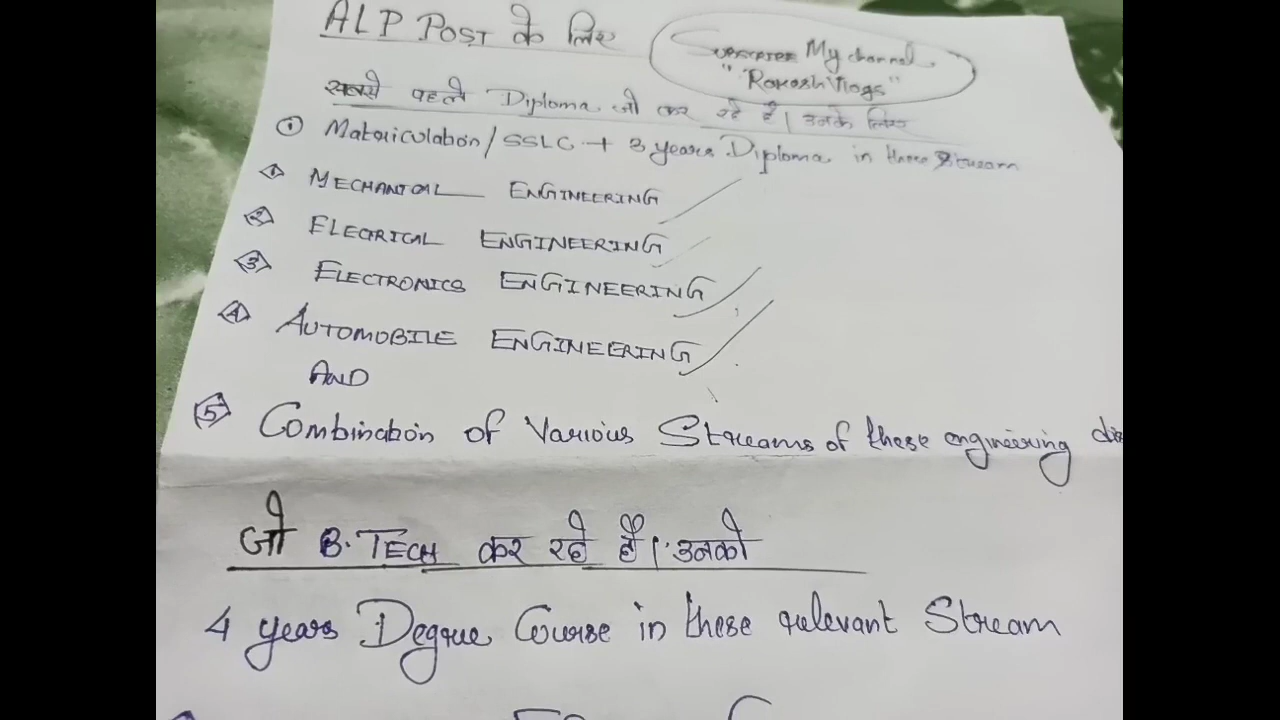 ALP POST के लिए
SUBSCRIBE My channel
"RakeshVlogs"
सबसे पहले Diploma जो कर रहे है। उनके लिए
① Matriculation/SSLC + 3 years Diploma in these Stream
1 MECHANICAL ENGINEERING
2 ELECTRICAL ENGINEERING
3 ELECTRONICS ENGINEERING
4 AUTOMOBILE ENGINEERING
AND
5 Combination of Various Streams of these engineering
जो B.TECH कर रहे हैं। उनको
4 years Degree Course in these relevant Stream